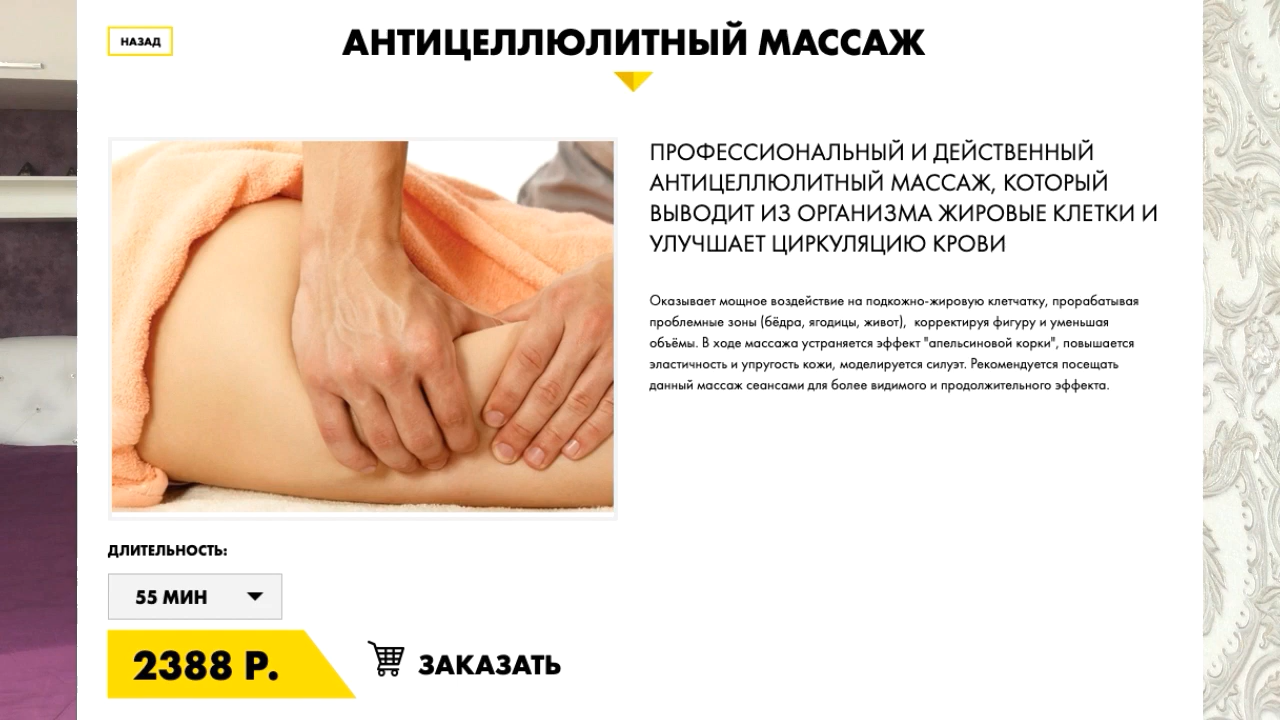 НАЗАД
АНТИЦЕЛЛЮЛИТНЫЙ МАССАЖ
ПРОФЕССИОНАЛЬНЫЙ И ДЕЙСТВЕННЫЙ
АНТИЦЕЛЛЮЛИТНЫЙ МАССАЖ, КОТОРЫЙ
ВЫВОДИТ ИЗ ОРГАНИЗМА ЖИРОВЫЕ КЛЕТКИ И
УЛУЧШАЕТ ЦИРКУЛЯЦИЮ КРОВИ
Оказывает мощное воздействие на подкожно-жировую клетчатку, прорабатывая
проблемные зоны (бёдра, ягодицы, живот), корректируя фигуру и уменьшая
объёмы. В ходе массажа устраняется эффект "апельсиновой корки", повышается
эластичность и упругость кожи, моделируется силуэт. Рекомендуется посещать
данный массаж сеансами для более видимого и продолжительного эффекта.
ДЛИТЕЛЬНОСТЬ:
55 МИН
2388 Р.
ЗАКАЗАТЬ